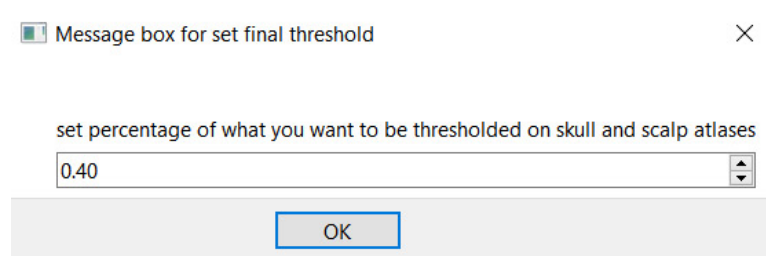 Message box for set final threshold
set percentage of what you want to be thresholded on skull and scalp atlases
0.40
OK